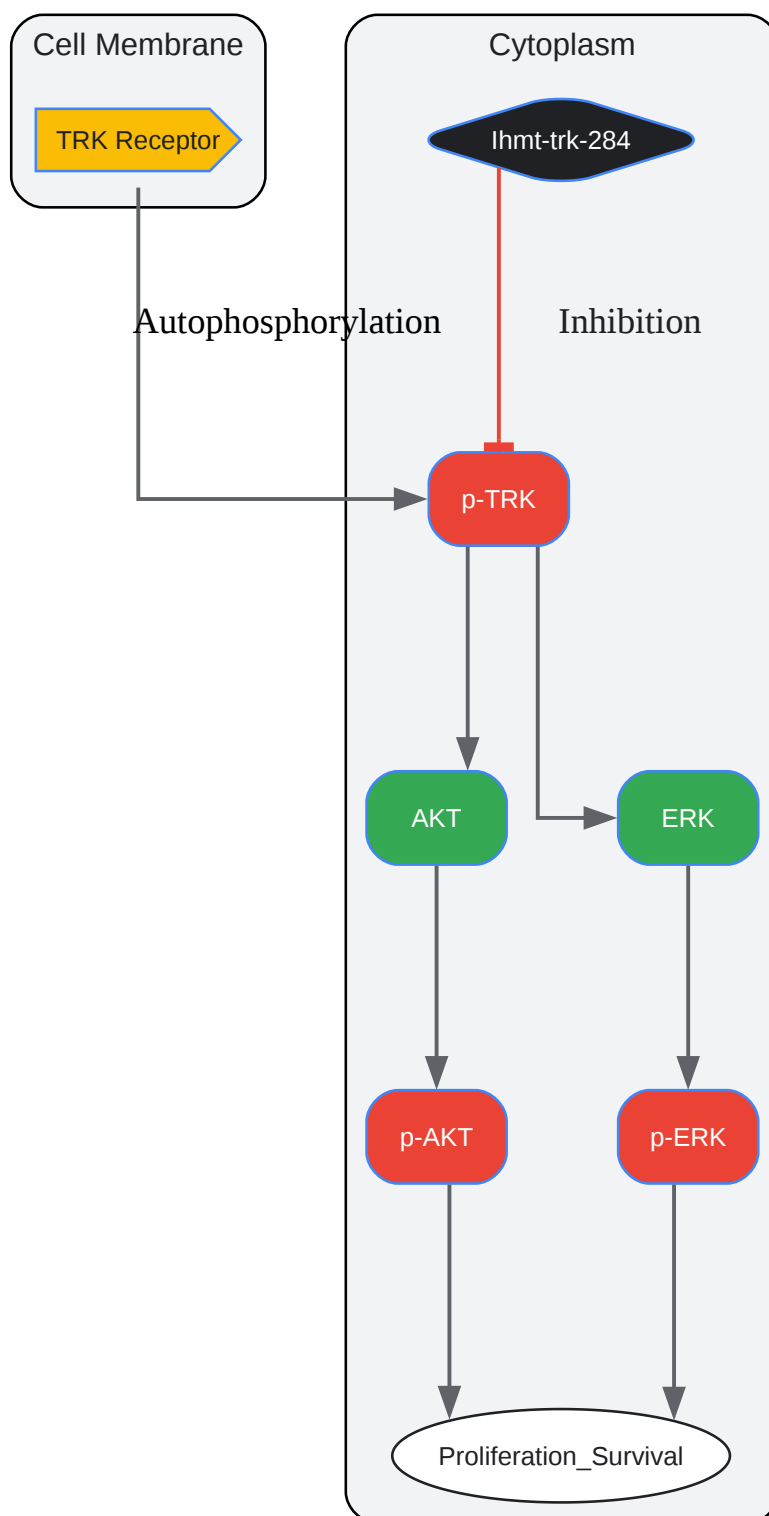 Cell Membrane
Cytoplasm
TRK Receptor
Ihmt-trk-284
Autophosphorylation
Inhibition
p-TRK
AKT
ERK
p-AKT
p-ERK
Proliferation_Survival